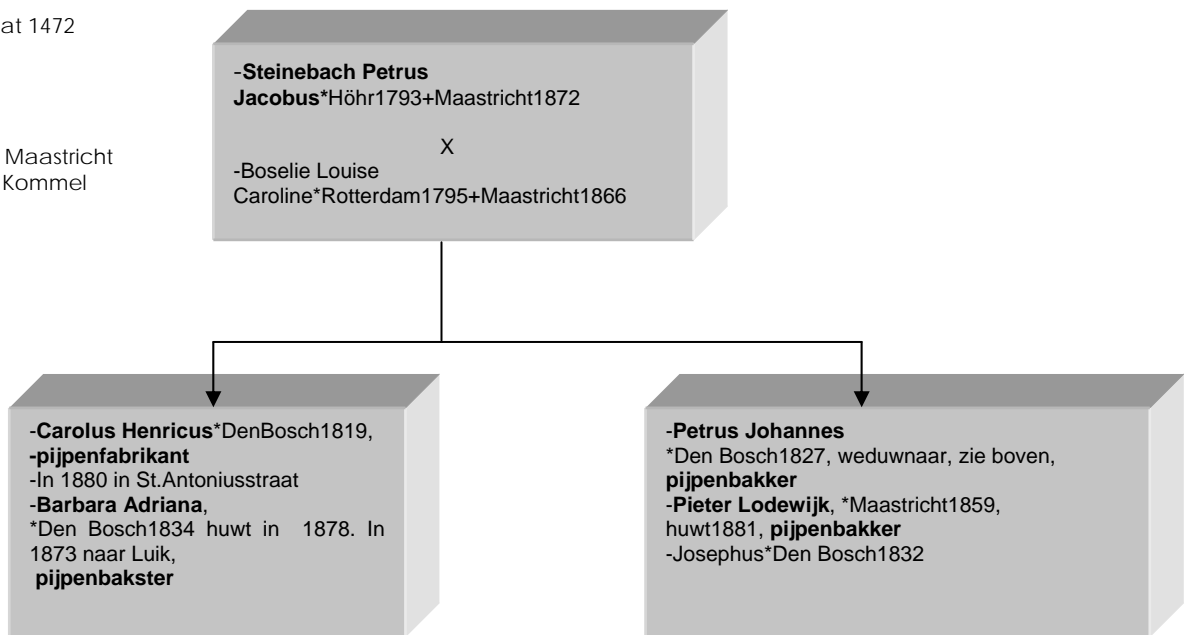 at 1472
-Steinebach Petrus
Jacobus*Höhr1793+Maastricht1872
X
-Boselie Louise
Caroline*Rotterdam1795+Maastricht1866
Maastricht
Kommel
-Carolus Henricus*DenBosch1819,
-pijpenfabrikant
-In 1880 in St.Antoniusstraat
-Barbara Adriana,
*Den Bosch1834 huwt in 1878. In
1873 naar Luik,
pijpenbakster
-Petrus Johannes
*Den Bosch1827, weduwnaar, zie boven,
pijpenbakker
-Pieter Lodewijk, *Maastricht1859,
huwt1881, pijpenbakker
-Josephus*Den Bosch1832